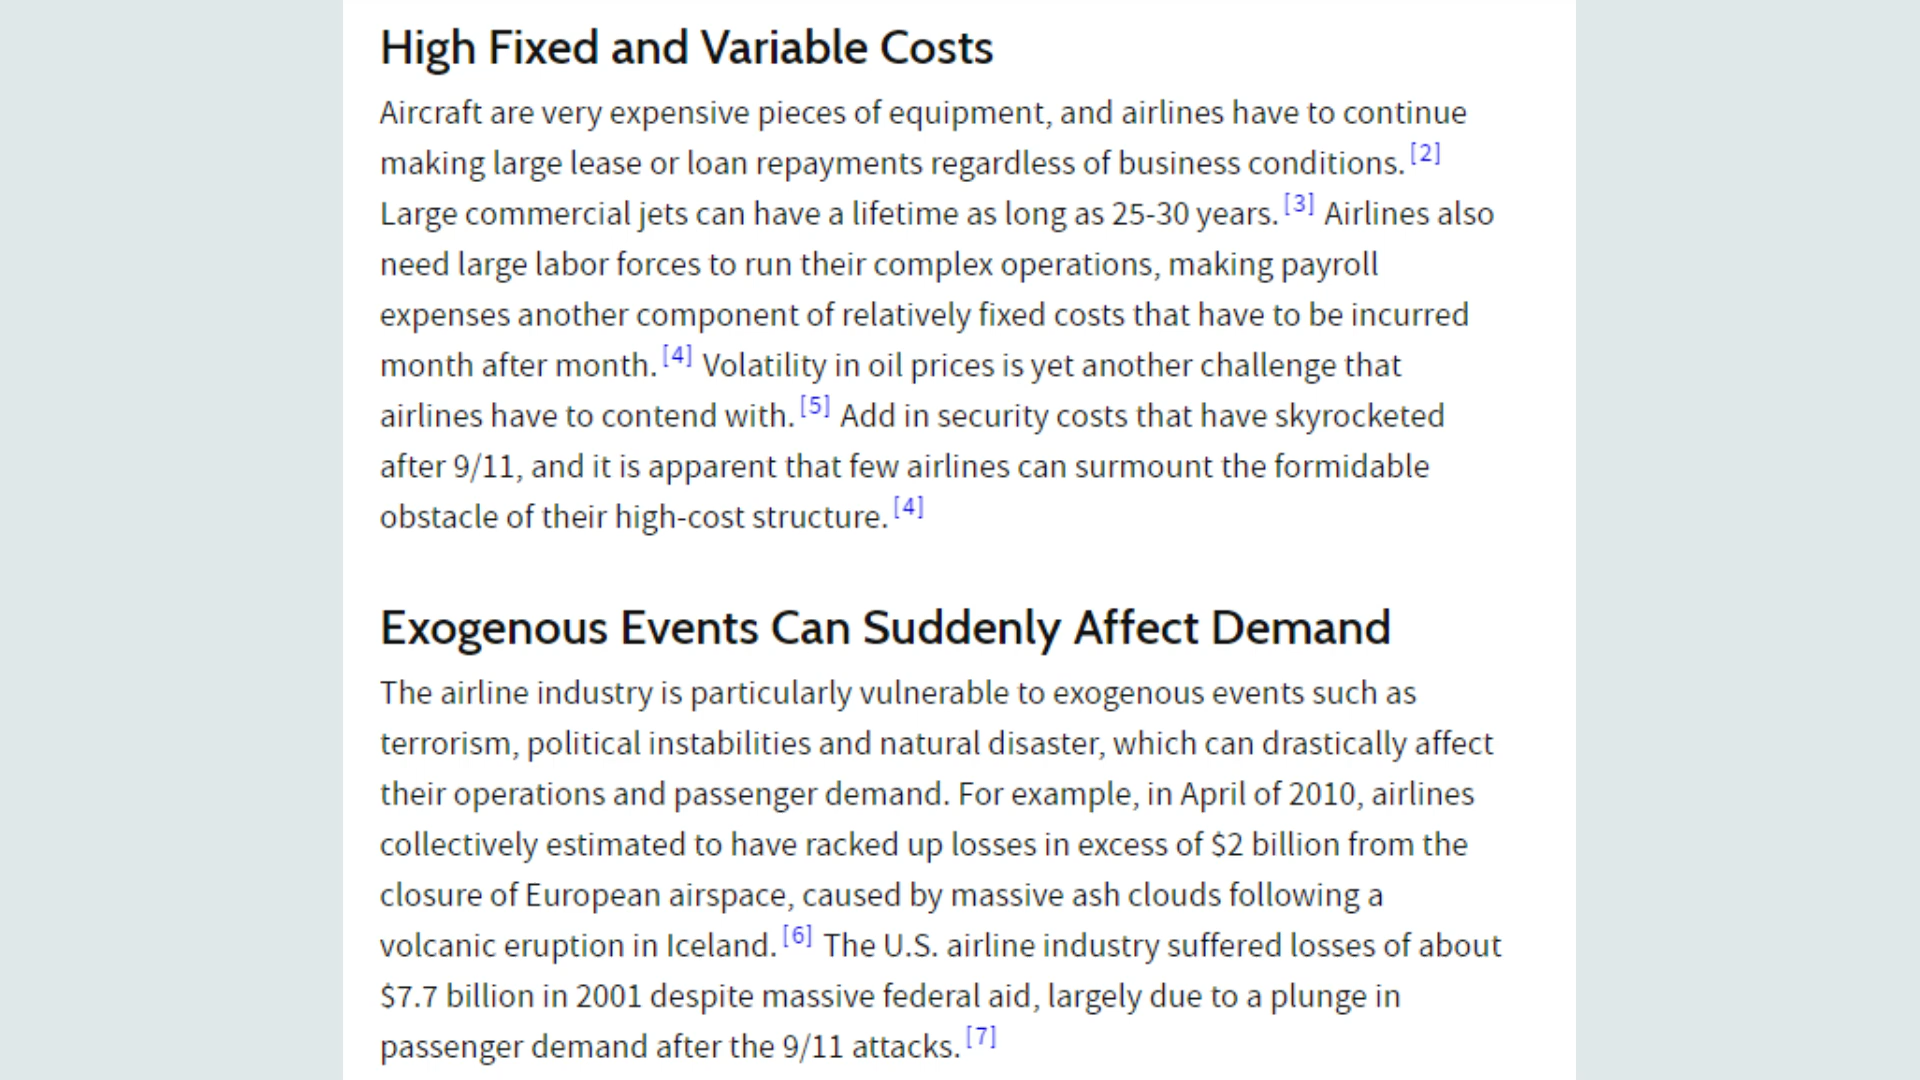 High Fixed and Variable Costs
Aircraft are very expensive pieces of equipment, and airlines have to continue
making large lease or loan repayments regardless of business conditions. [2]
Large commercial jets can have a lifetime as long as 25-30 years. [3] Airlines also
need large labor forces to run their complex operations, making payroll
expenses another component of relatively fixed costs that have to be incurred
month after month. [4] Volatility in oil prices is yet another challenge that
airlines have to contend with. [5] Add in security costs that have skyrocketed
after 9/11, and it is apparent that few airlines can surmount the formidable
obstacle of their high-cost structure. [4]
Exogenous Events Can Suddenly Affect Demand
The airline industry is particularly vulnerable to exogenous events such as
terrorism, political instabilities and natural disaster, which can drastically affect
their operations and passenger demand. For example, in April of 2010, airlines
collectively estimated to have racked up losses in excess of $2 billion from the
closure of European airspace, caused by massive ash clouds following a
volcanic eruption in Iceland. [6] The U.S. airline industry suffered losses of about
$7.7 billion in 2001 despite massive federal aid, largely due to a plunge in
passenger demand after the 9/11 attacks. [7]